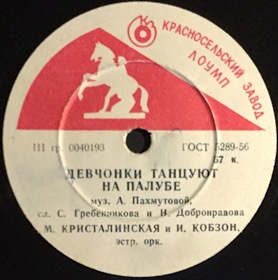 КРАСНОСЕЛЬСКИЙ ЗАВОД
ЛОУМП
III гр. 0040193 ГОСТ 5289-56
57 к.
ДЕВЧОНКИ ТАНЦУЮТ
НА ПАЛУБЕ
муз. А. Пахмутовой,
сл. С. Гребенникова и Н. Добронравова
М. КРИСТАЛИНСКАЯ и И. КОБЗОН,
эстр. орк.